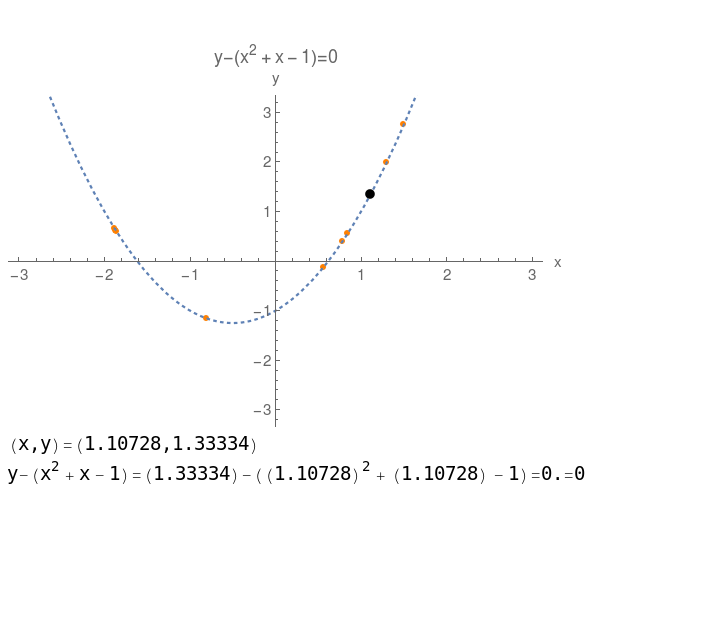 y−(x² + x − 1)=0
y
3
2
1
−3 −2 −1 1 2 3 x
−1
−2
−3
(x,y) = (1.10728,1.33334)
y− (x² + x − 1) = (1.33334) − ( (1.10728)² + (1.10728) − 1) =0.=0